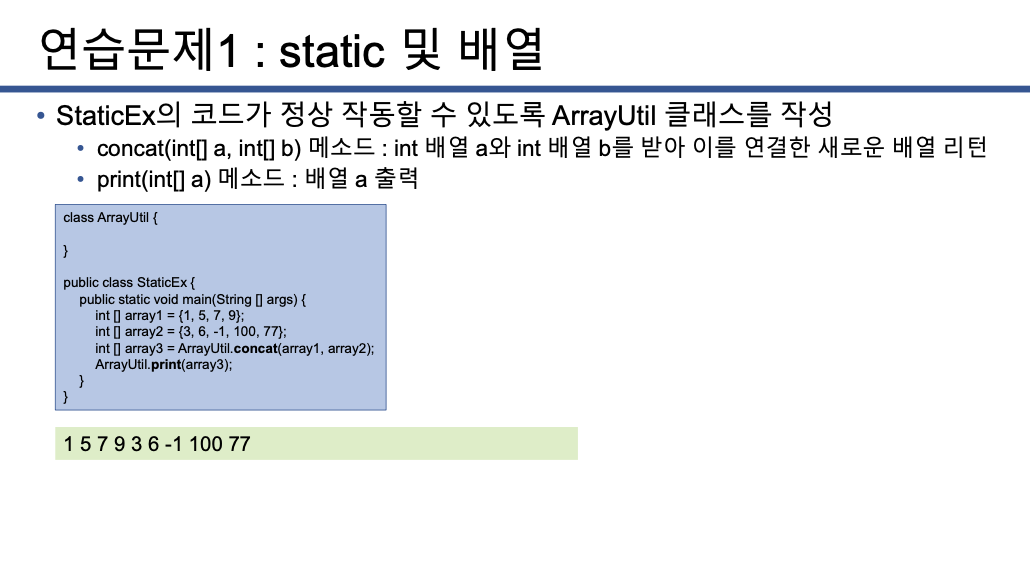 연습문제1 : static 및 배열
• StaticEx의 코드가 정상 작동할 수 있도록 ArrayUtil 클래스를 작성
• concat(int[] a, int[] b) 메소드 : int 배열 a와 int 배열 b를 받아 이를 연결한 새로운 배열 리턴
• print(int[] a) 메소드 : 배열 a 출력
class ArrayUtil {
}
public class StaticEx {
public static void main(String [] args) {
int [] array1 = {1, 5, 7, 9};
int [] array2 = {3, 6, -1, 100, 77};
int [] array3 = ArrayUtil.concat(array1, array2);
ArrayUtil.print(array3);
}
}
1 5 7 9 3 6 -1 100 77